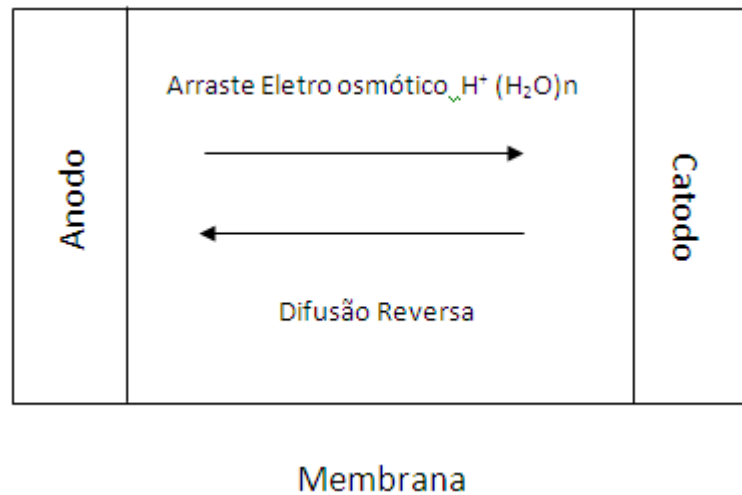 Arraste Eletro osmótico H⁺ (H₂O)n
Anodo
Catodo
Difusão Reversa
Membrana